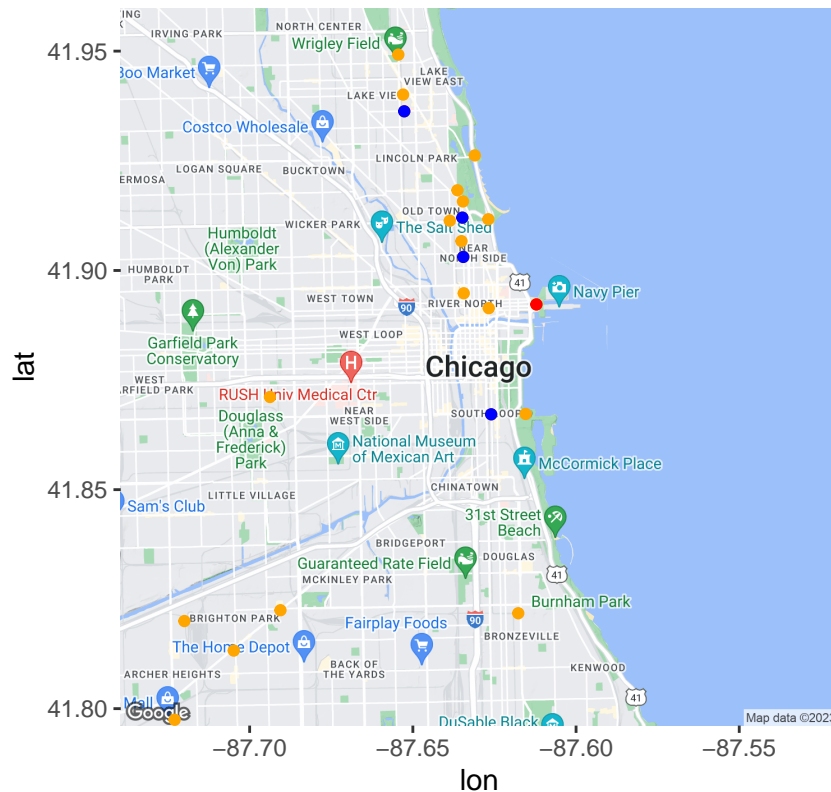 41.95
41.90
41.85
41.80
lat
−87.70
−87.65
−87.60
−87.55
lon
IRVING PARK
NORTH CENTER
Wrigley Field
LAKE
VIEW EAST
Boo Market
LAKE VIE
Costco Wholesale
LINCOLN PARK
LOGAN SQUARE
BUCKTOWN
ERMOSA
OLD TOWN
WICKER PARK
The Salt Shed
Humboldt
(Alexander
Von) Park
NEAR
NORTH SIDE
HUMBOLDT
PARK
41
Navy Pier
WEST TOWN
90
RIVER NORTH
WEST LOOP
Garfield Park
Conservatory
Chicago
WEST
ARFIELD PARK
H
RUSH Univ Medical Ctr
NEAR
WEST SIDE
SOUTH LOOP
Douglass
(Anna &
Frederick)
Park
National Museum
of Mexican Art
McCormick Place
CHINATOWN
LITTLE VILLAGE
Sam's Club
31st Street
Beach
BRIDGEPORT
DOUGLAS
Guaranteed Rate Field
41
MCKINLEY PARK
Burnham Park
BRIGHTON PARK
Fairplay Foods
90
BRONZEVILLE
The Home Depot
BACK OF
THE YARDS
KENWOOD
ARCHER HEIGHTS
41
Mall
Google
DuSable Black
Map data ©2023